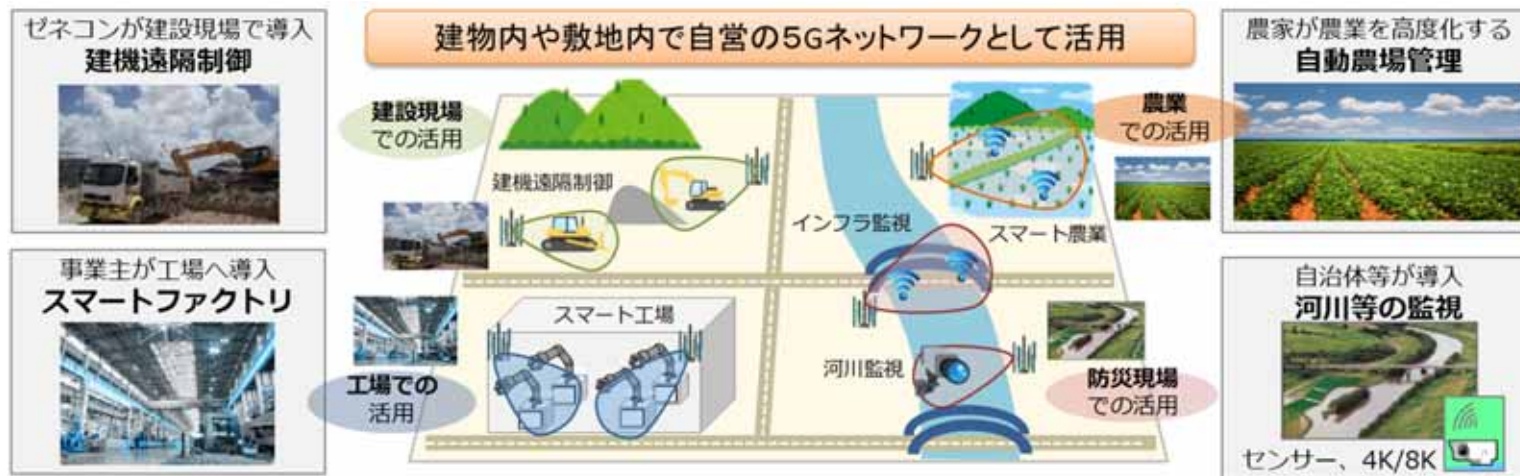 建物内や敷地内で自営の5Gネットワークとして活用
ゼネコンが建設現場で導入
建機遠隔制御
事業主が工場へ導入
スマートファクトリ
建設現場
での活用
建機遠隔制御
スマート工場
工場での
活用
農業
での活用
インフラ監視
スマート農業
河川監視
防災現場
での活用
農家が農業を高度化する
自動農場管理
自治体等が導入
河川等の監視
センサー、4K/8K